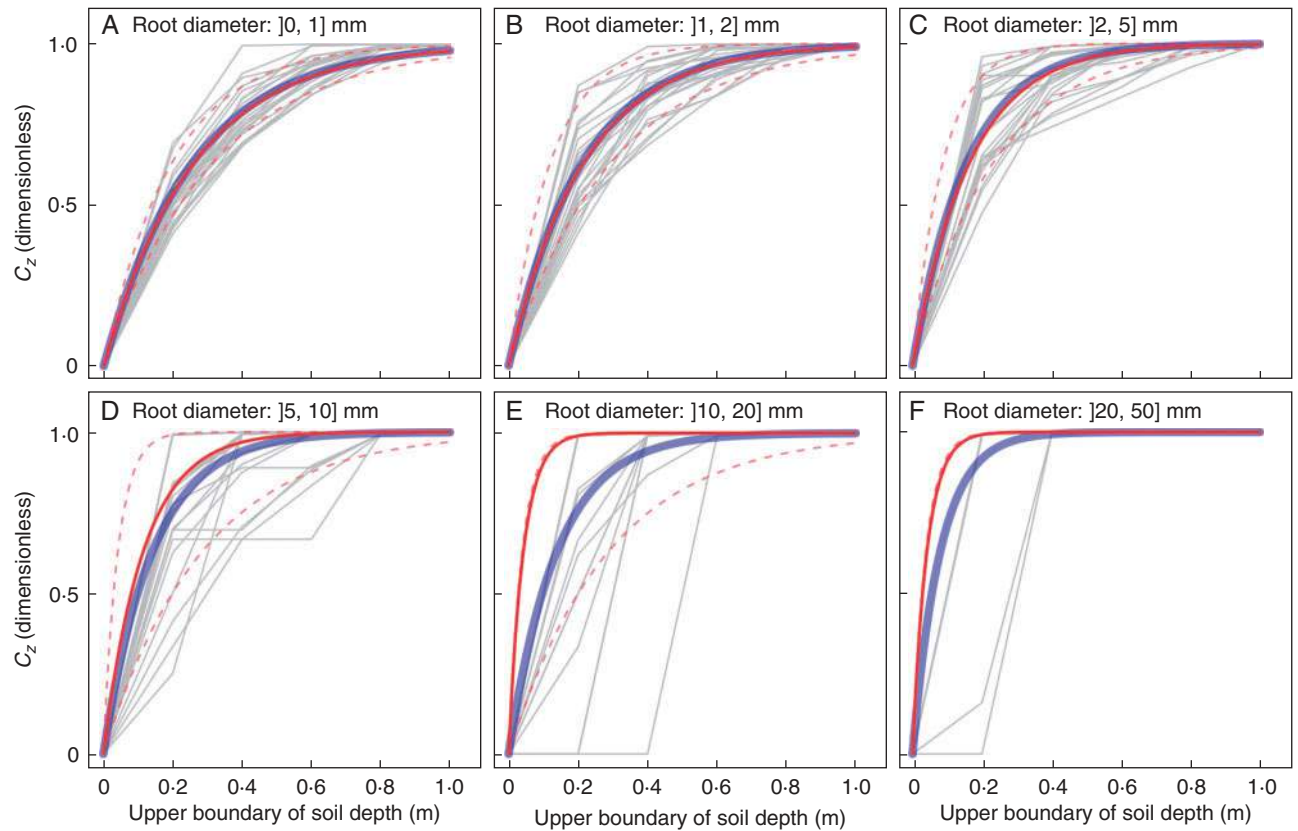 A Root diameter: ]0, 1] mm
B Root diameter: ]1, 2] mm
C Root diameter: ]2, 5] mm
1·0
0·5
0
Cz (dimensionless)
D Root diameter: ]5, 10] mm
E Root diameter: ]10, 20] mm
F Root diameter: ]20, 50] mm
1·0
0·5
0
Cz (dimensionless)
0 0·2 0·4 0·6 0·8 1·0
0 0·2 0·4 0·6 0·8 1·0
0 0·2 0·4 0·6 0·8 1·0
Upper boundary of soil depth (m)
Upper boundary of soil depth (m)
Upper boundary of soil depth (m)